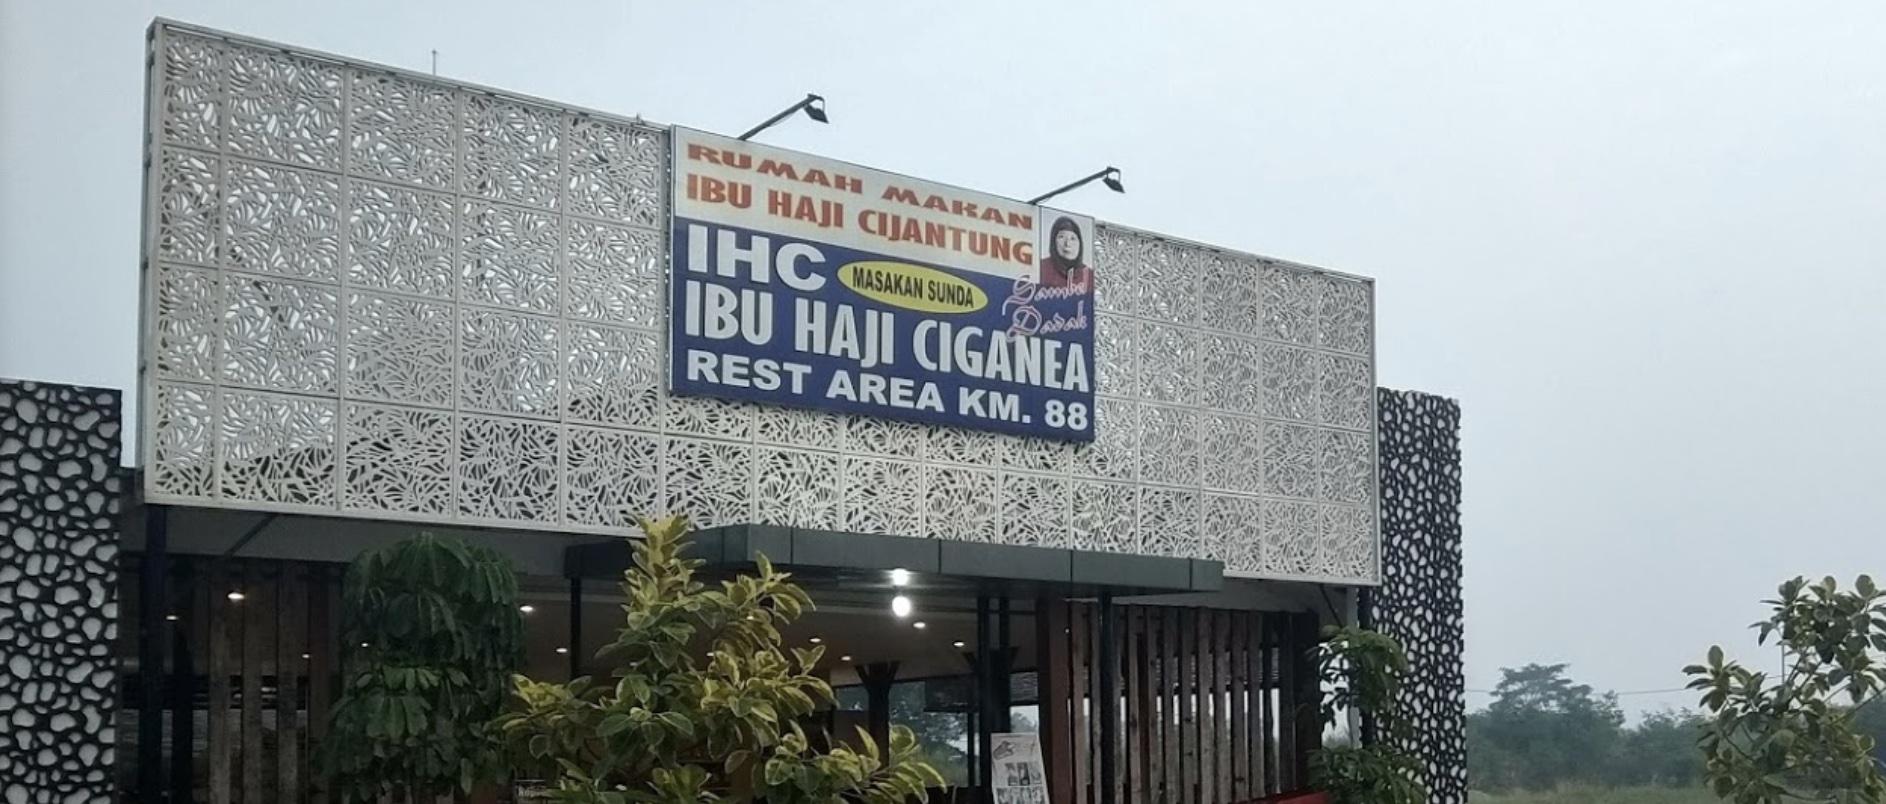 RUMAH MAKAN
IBU HAJI CIJANTUNG
IHC
MASAKAN SUNDA
Sambel
Dadak
IBU HAJI CIGANEA
REST AREA KM. 88